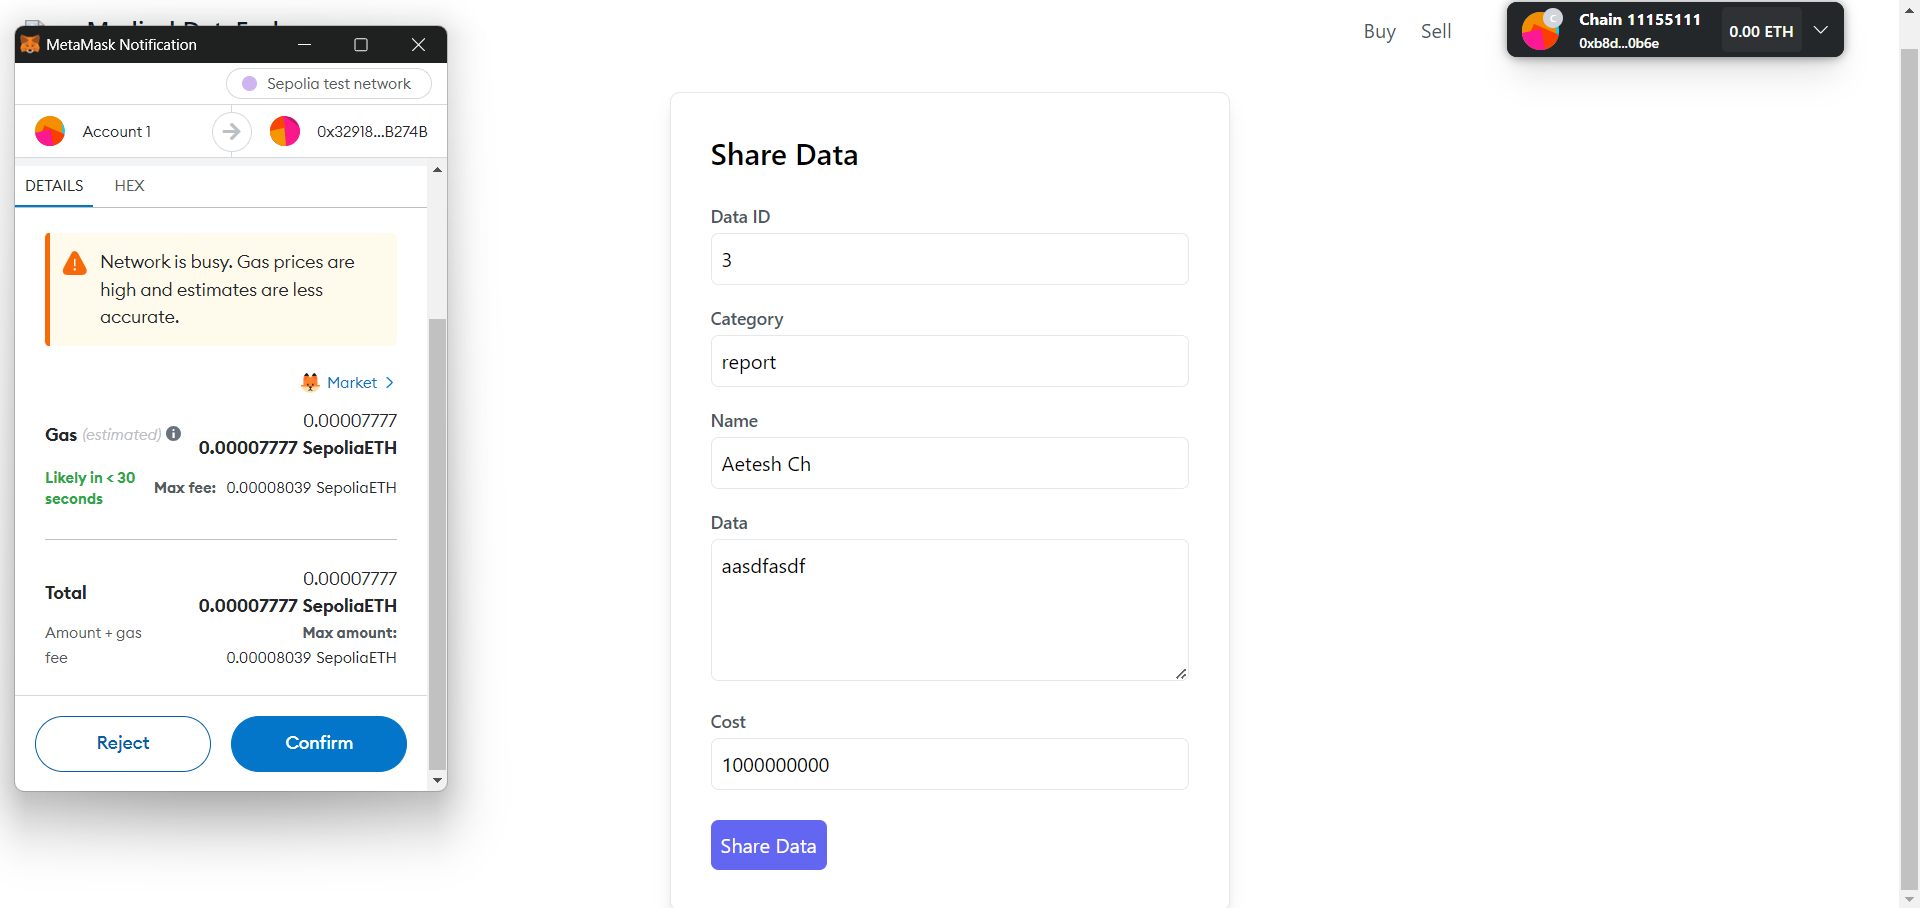 MetaMask Notification
Sepolia test network
Account 1
0x32918...B274B
DETAILS
HEX
Network is busy. Gas prices are
high and estimates are less
accurate.
Market
Gas (estimated)
0.00007777
0.00007777 SepoliaETH
Likely in < 30
seconds
Max fee: 0.00008039 SepoliaETH
Total
0.00007777
0.00007777 SepoliaETH
Amount + gas
fee
Max amount:
0.00008039 SepoliaETH
Reject
Confirm
Buy
Sell
C
Chain 11155111
0xb8d...0b6e
0.00 ETH
Share Data
Data ID
3
Category
report
Name
Aetesh Ch
Data
aasdfasdf
Cost
1000000000
Share Data